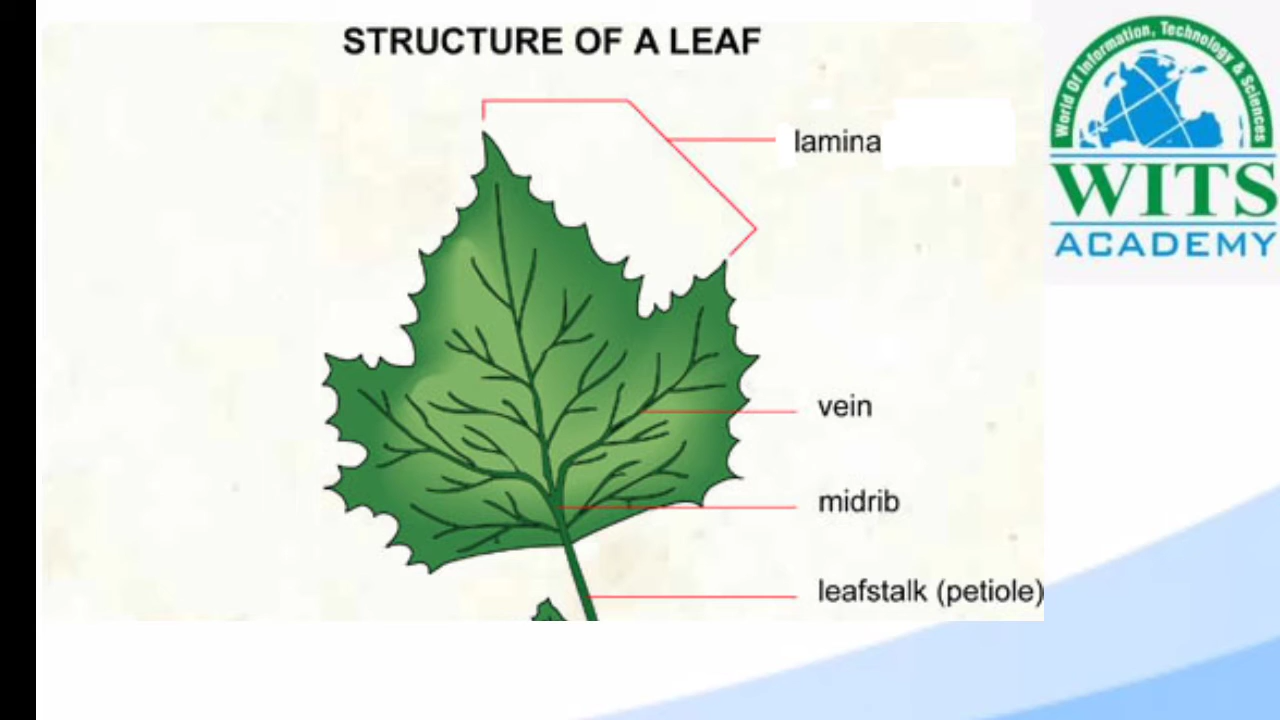 STRUCTURE OF A LEAF
lamina
vein
midrib
leafstalk (petiole)
World Of Information, Technology & Sciences
WITS
ACADEMY